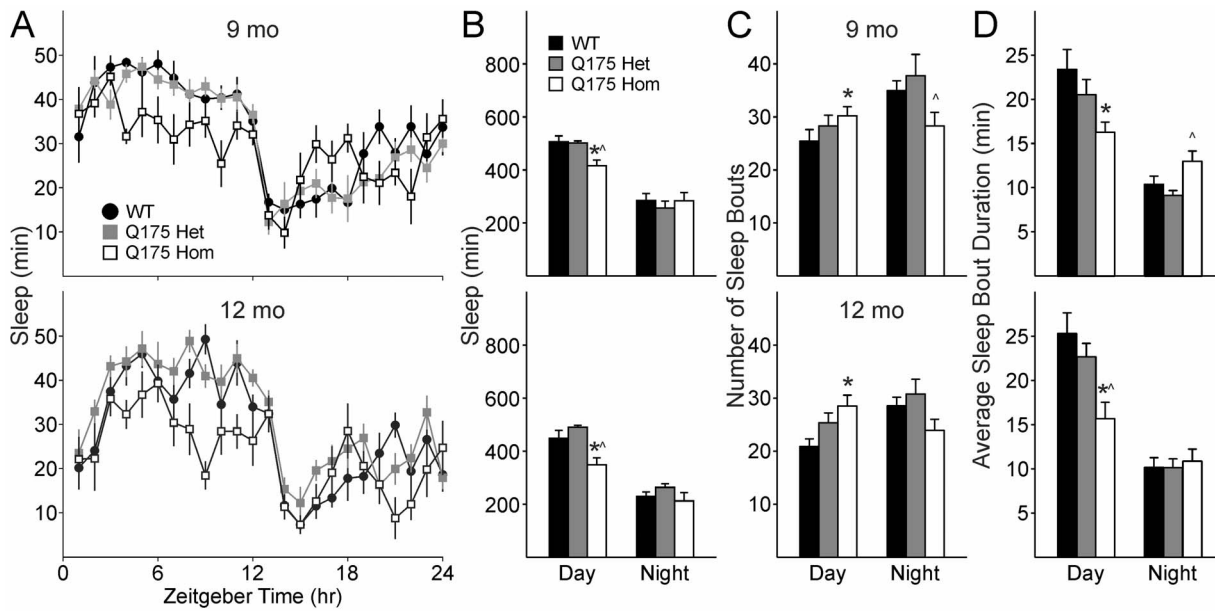 A
9 mo
Sleep (min)
50
40
30
20
10
WT
Q175 Het
Q175 Hom
12 mo
50
40
30
20
10
0
6
12
18
24
Zeitgeber Time (hr)
B
Sleep (min)
WT
Q175 Het
Q175 Hom
800
600
400
200
*^
800
600
400
200
*^
Day
Night
C
9 mo
Number of Sleep Bouts
40
30
20
10
*
^
12 mo
40
30
20
10
*
Day
Night
D
Average Sleep Bout Duration (min)
25
20
15
10
5
*
^
25
20
15
10
5
*^
Day
Night